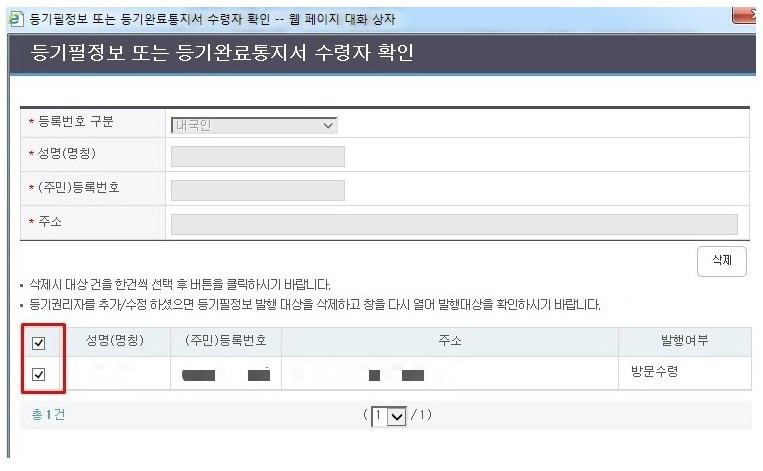 등기필정보 또는 등기완료통지서 수령자 확인 -- 웹 페이지 대화 상자
등기필정보 또는 등기완료통지서 수령자 확인
* 등록번호 구분 내국인
* 성명(명칭)
* (주민)등록번호
* 주소
삭제
• 삭제시 대상 건을 한건씩 선택 후 버튼을 클릭하시기 바랍니다.
• 등기권리자를 추가/수정 하셨으면 등기필정보 발행 대상을 삭제하고 창을 다시 열어 발행대상을 확인하시기 바랍니다.
성명(명칭) (주민)등록번호 주소 발행여부
방문수령
총 1 건 ( 1 / 1 )